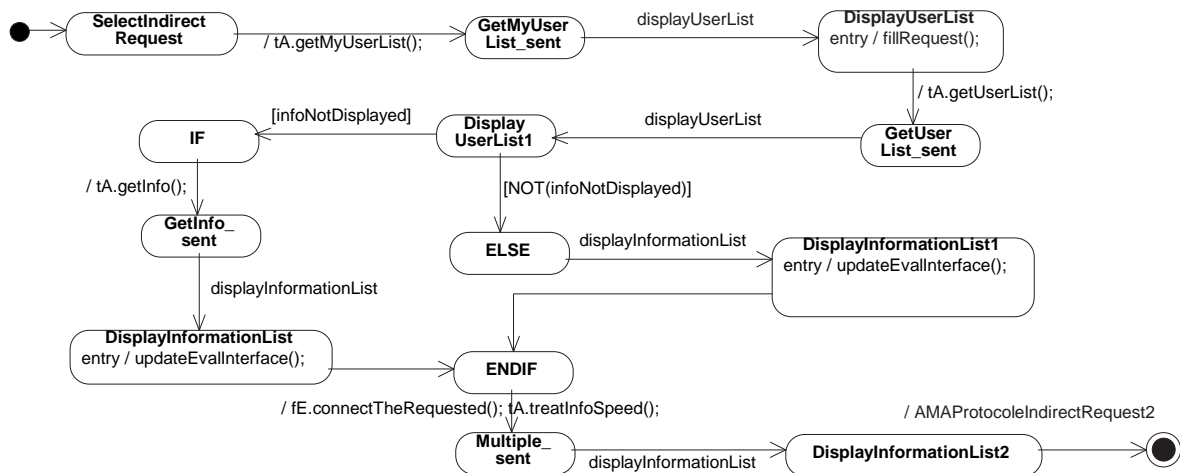 SelectIndirect
Request
/ tA.getMyUserList();
GetMyUser
List_sent
displayUserList
DisplayUserList
entry / fillRequest();
/ tA.getUserList();
GetUser
List_sent
displayUserList
Display
UserList1
[infoNotDisplayed]
IF
/ tA.getInfo();
GetInfo_
sent
displayInformationList
DisplayInformationList
entry / updateEvalInterface();
[NOT(infoNotDisplayed)]
ELSE
displayInformationList
DisplayInformationList1
entry / updateEvalInterface();
ENDIF
/ fE.connectTheRequested(); tA.treatInfoSpeed();
Multiple_
sent
displayInformationList
DisplayInformationList2
/ AMAProtocoleIndirectRequest2